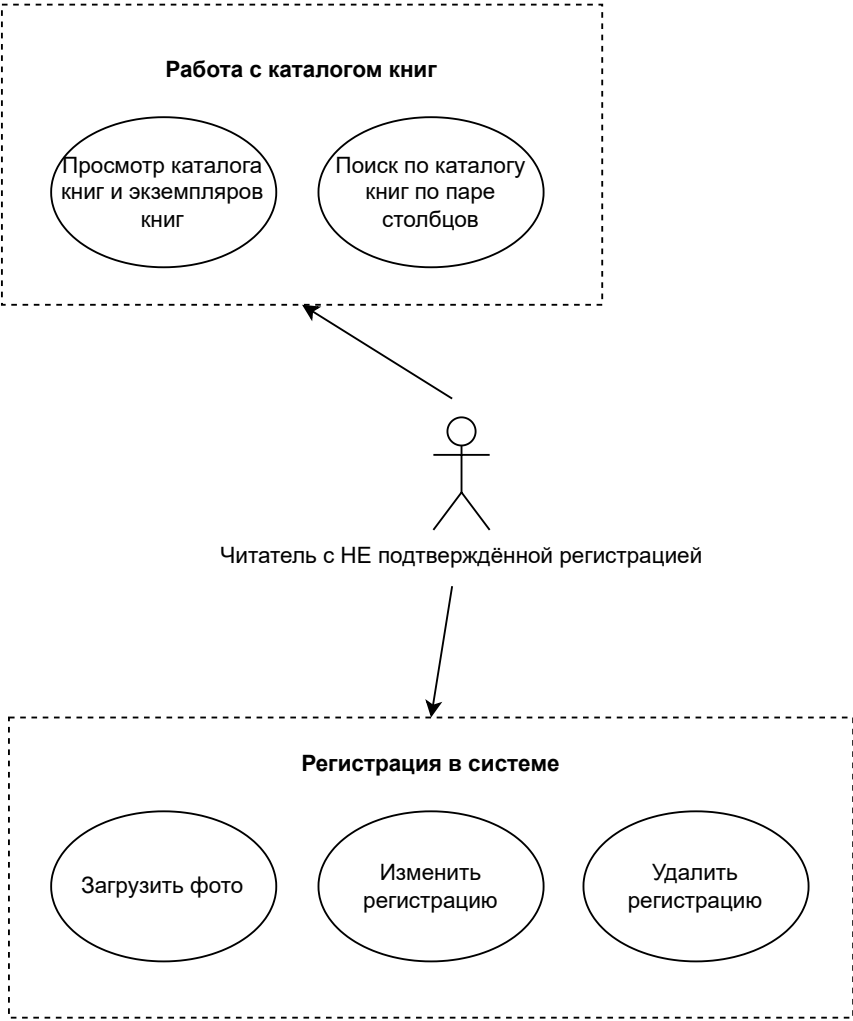 Работа с каталогом книг
Просмотр каталога
книг и экземпляров
книг
Поиск по каталогу
книг по паре
столбцов
Читатель с НЕ подтверждённой регистрацией
Регистрация в системе
Загрузить фото
Изменить
регистрацию
Удалить
регистрацию